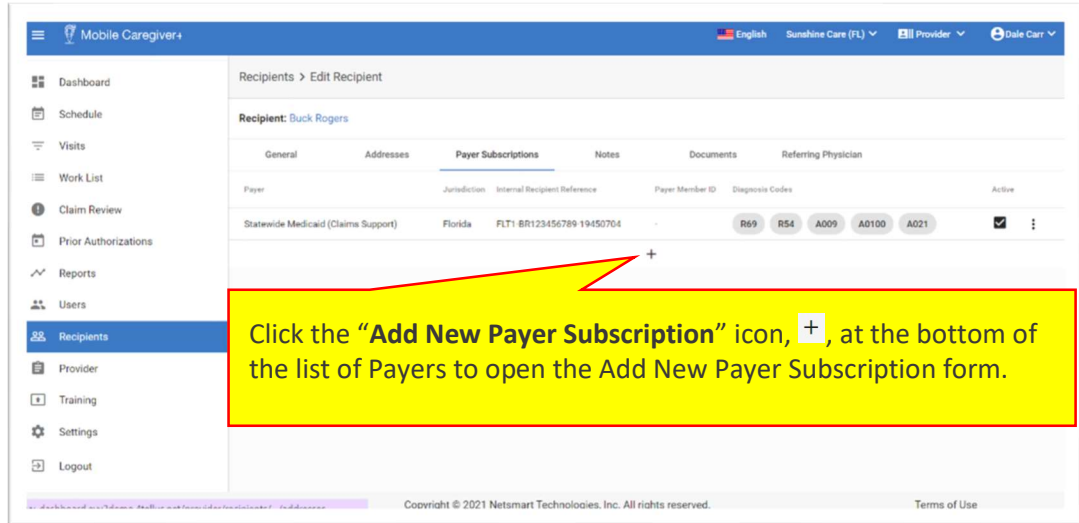 Mobile Caregiver+
English Sunshine Care (FL) Provider Dale Carr
Dashboard
Schedule
Visits
Work List
Claim Review
Prior Authorizations
Reports
Users
Recipients
Provider
Training
Settings
Logout
Recipients > Edit Recipient
Recipient: Buck Rogers
General Addresses Payer Subscriptions Notes Documents Referring Physician
Payer Jurisdiction Internal Recipient Reference Payer Member ID Diagnosis Codes Active
Statewide Medicaid (Claims Support) Florida FLT1-BR123456789-19450704 - R69 R54 A009 A0100 A021
+
Click the “Add New Payer Subscription” icon, +, at the bottom of
the list of Payers to open the Add New Payer Subscription form.
Copyright © 2021 Netsmart Technologies, Inc. All rights reserved. Terms of Use